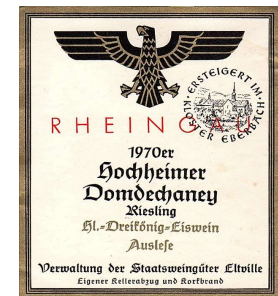 RHEINGAU
ERSTEIGERT IM
KLOSTER EBERBACH
1970er
Hochheimer
Domdechaney
Riesling
Hl.-Dreikönig-Eiswein
Auslese
Verwaltung der Staatsweingüter Eltville
Eigener Kellerabzug und Korkbrand